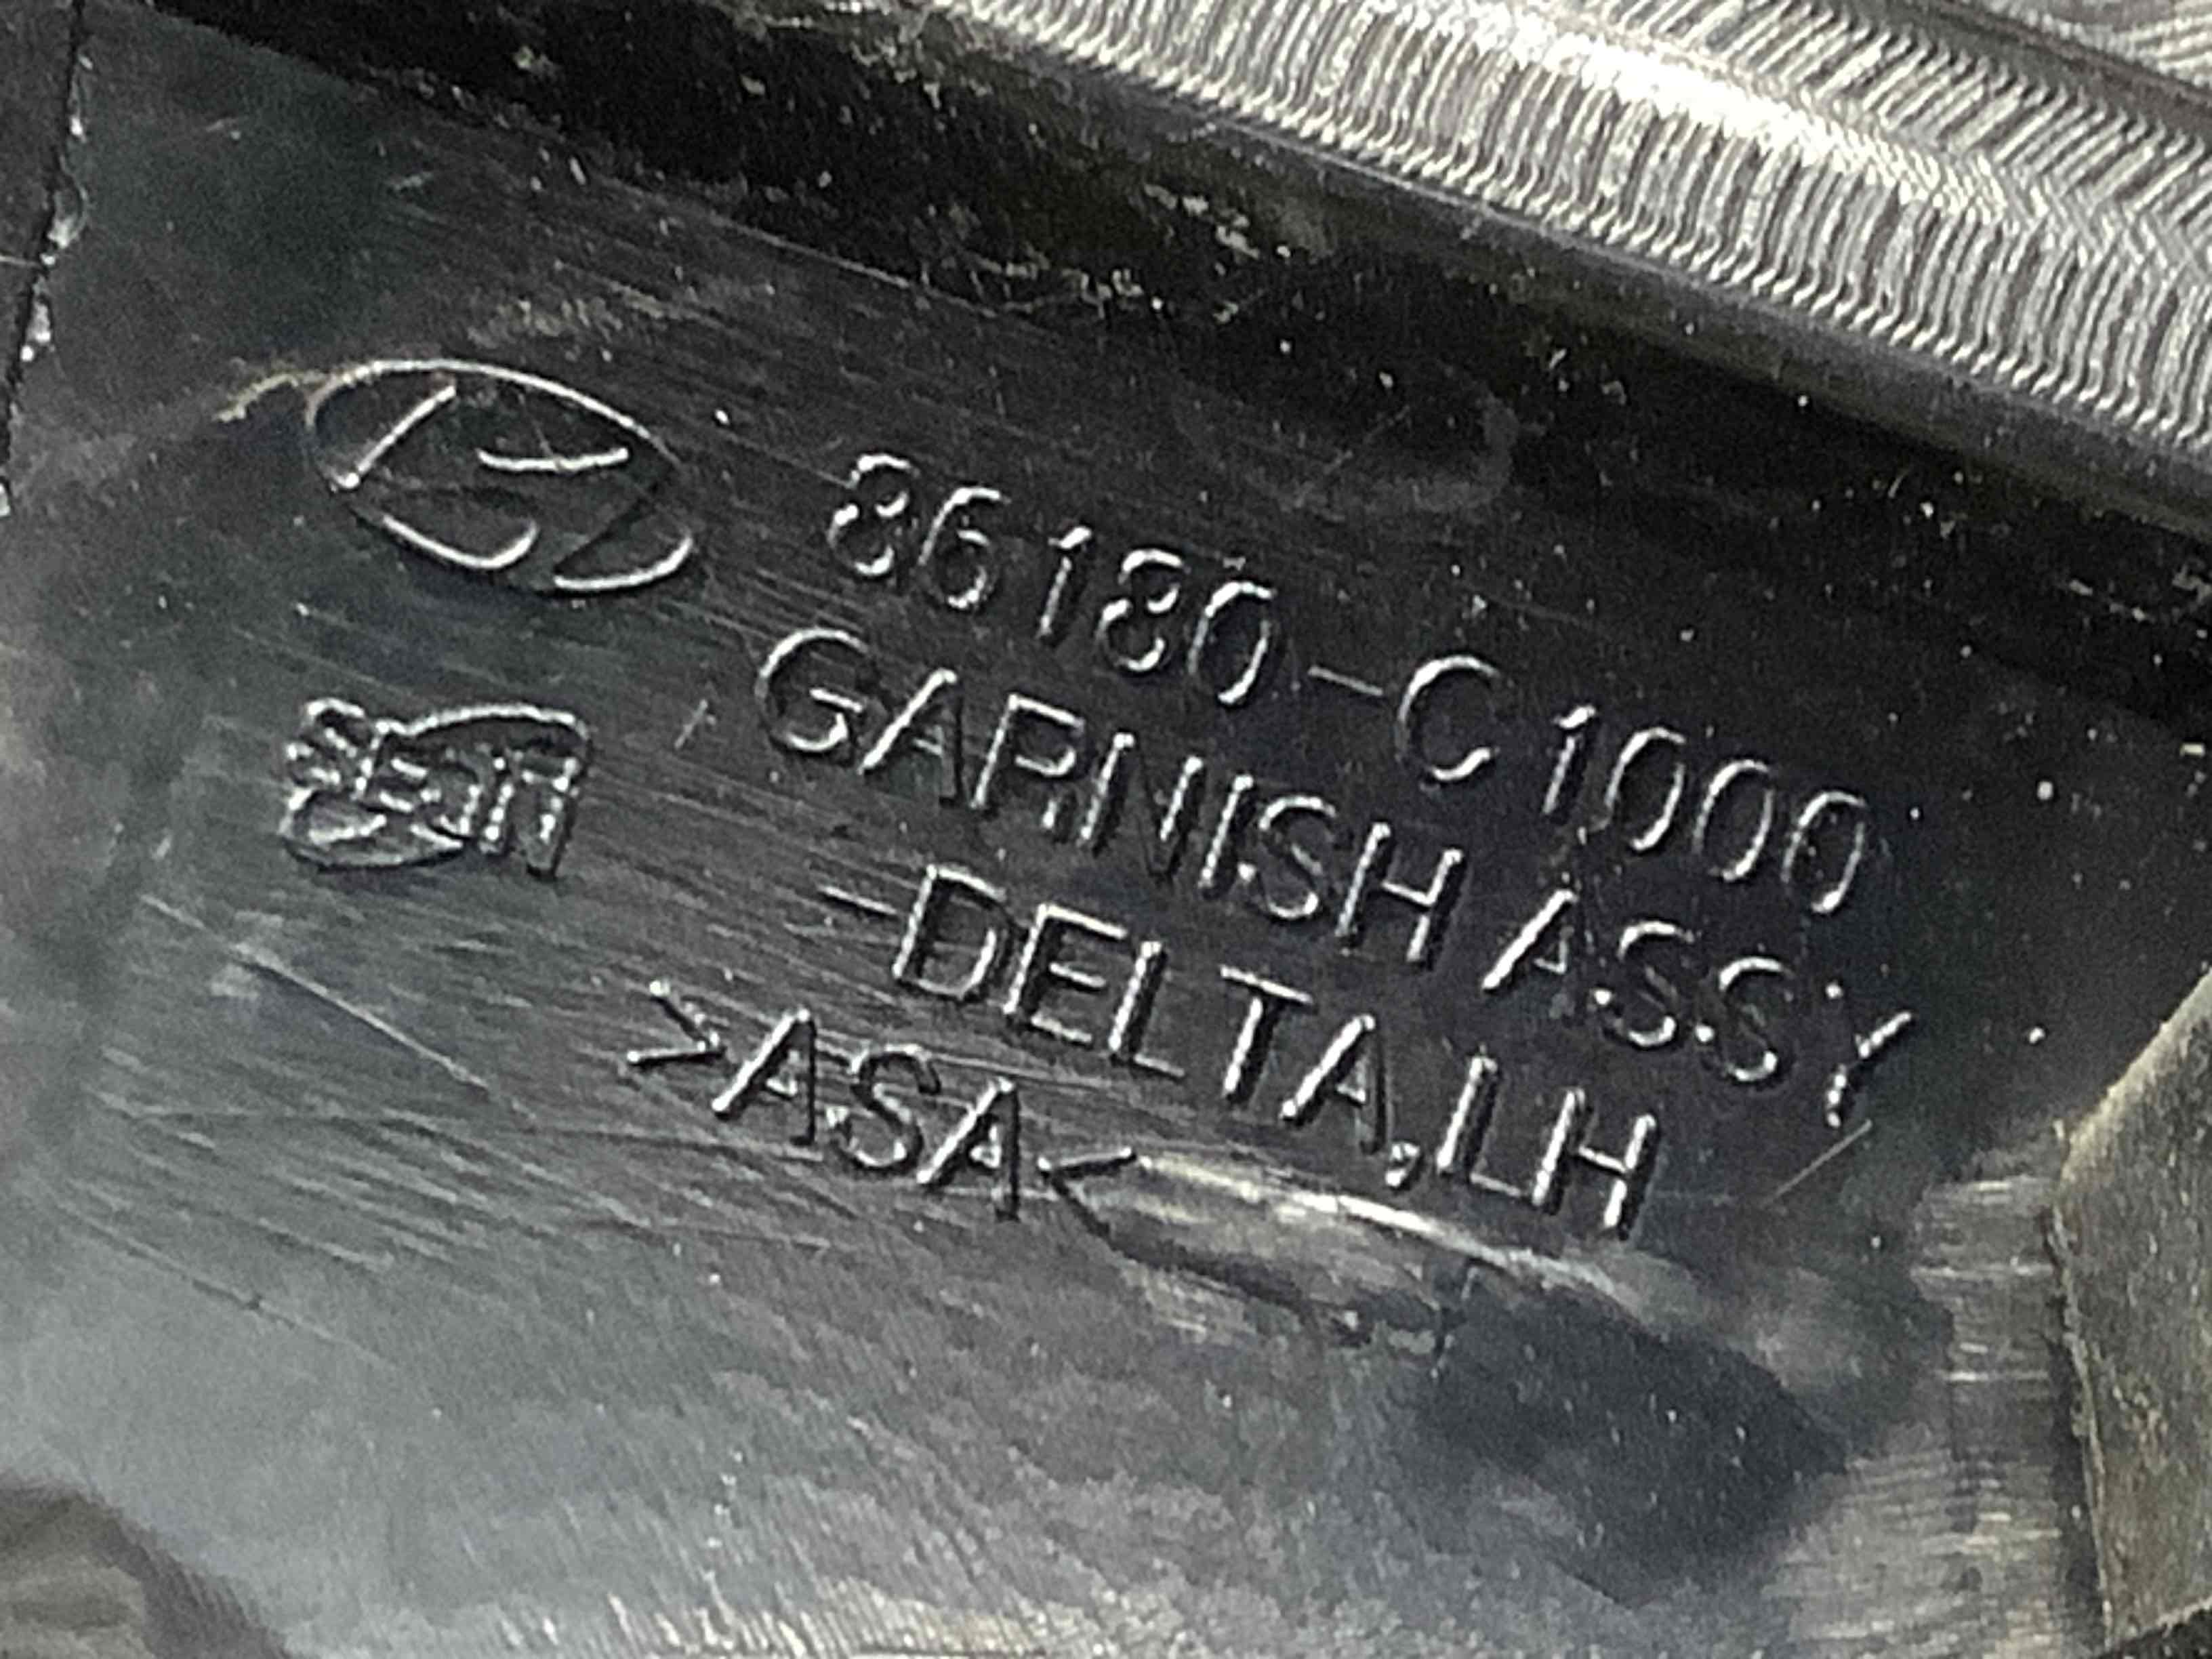 86180-C1000
GARNISH ASSY
-DELTA,LH
>ASA<